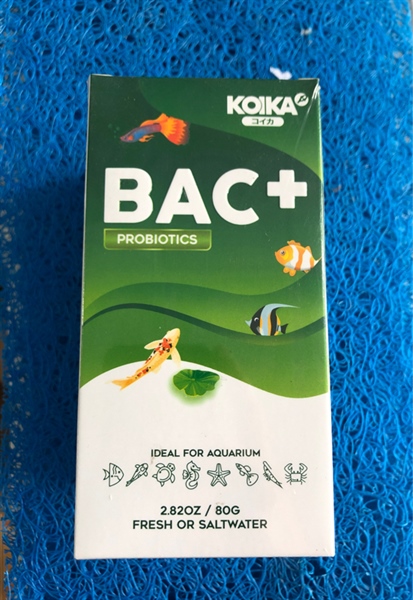 KOIKA
コイカ
BAC+
PROBIOTICS
IDEAL FOR AQUARIUM
2.82OZ / 80G
FRESH OR SALTWATER